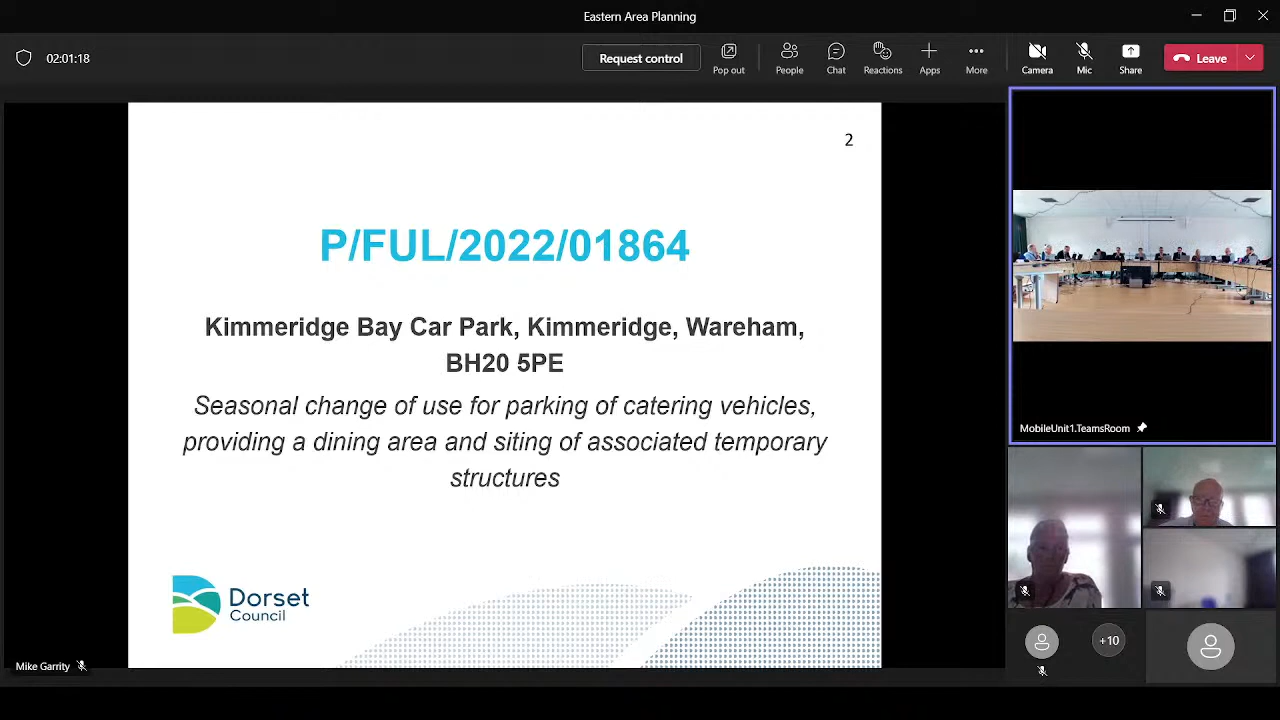 Eastern Area Planning
02:01:18
Request control
Pop out
People
Chat
Reactions
Apps
More
Camera
Mic
Share
Leave
2
P/FUL/2022/01864
Kimmeridge Bay Car Park, Kimmeridge, Wareham,
BH20 5PE
Seasonal change of use for parking of catering vehicles,
providing a dining area and siting of associated temporary
structures
Dorset
Council
Mike Garrity
MobileUnit1.TeamsRoom
+10